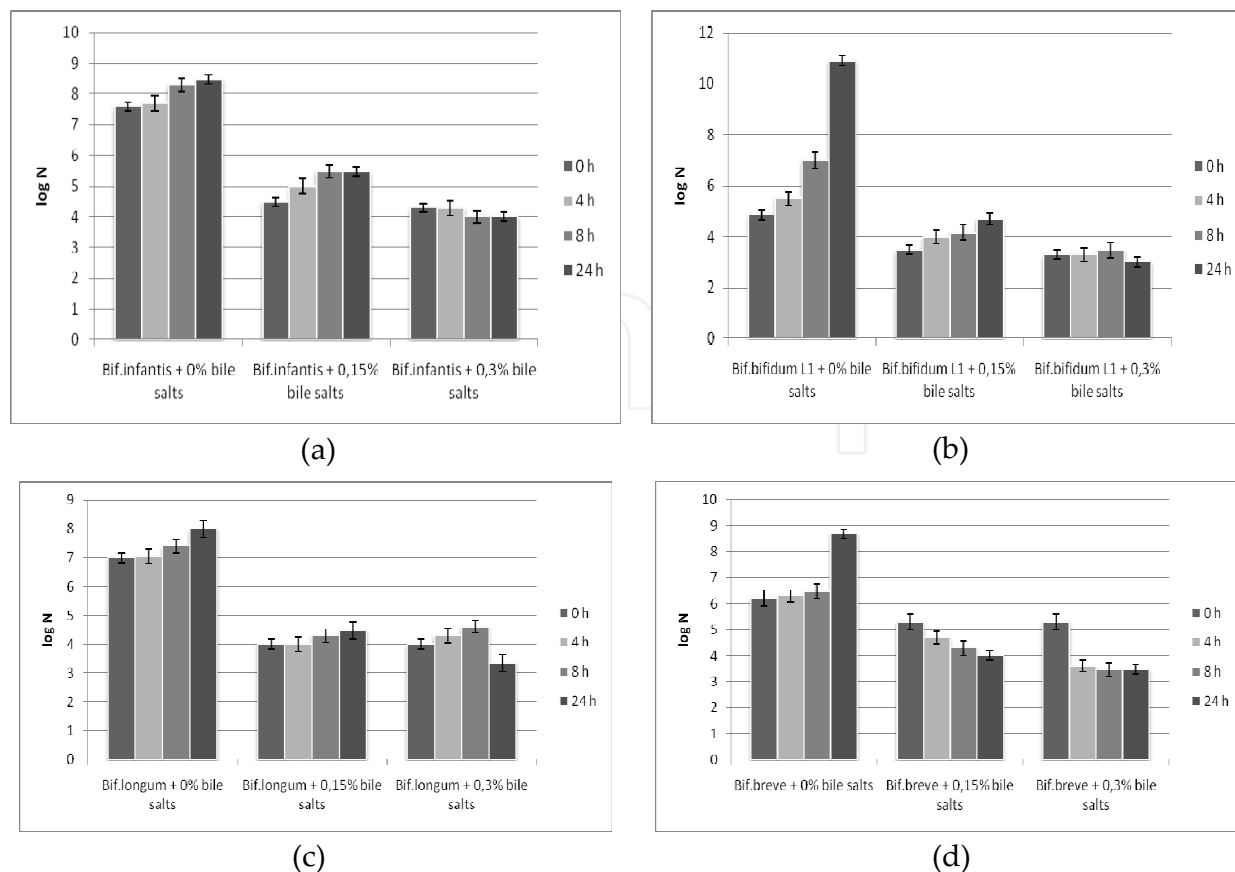 10
9
8
7
6
5
4
3
2
1
0
log N
Bif.infantis + 0% bile salts
Bif.infantis + 0,15% bile salts
Bif.infantis + 0,3% bile salts
0 h
4 h
8 h
24 h
(a)
12
10
8
6
4
2
0
log N
Bif.bifidum L1 + 0% bile salts
Bif.bifidum L1 + 0,15% bile salts
Bif.bifidum L1 + 0,3% bile salts
0 h
4 h
8 h
24 h
(b)
9
8
7
6
5
4
3
2
1
0
log N
Bif.longum + 0% bile salts
Bif.longum + 0,15% bile salts
Bif.longum + 0,3% bile salts
0 h
4 h
8 h
24 h
(c)
10
9
8
7
6
5
4
3
2
1
0
log N
Bif.breve + 0% bile salts
Bif.breve + 0,15% bile salts
Bif.breve + 0,3% bile salts
0 h
4 h
8 h
24 h
(d)